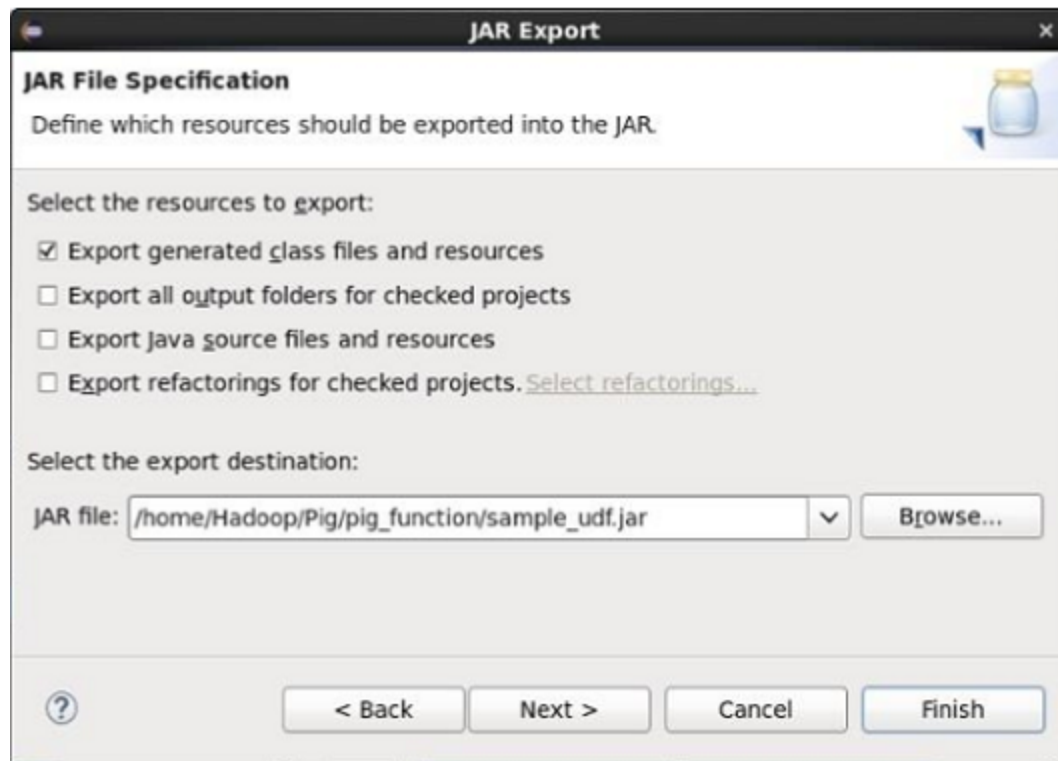 JAR Export
JAR File Specification
Define which resources should be exported into the JAR.
Select the resources to export:
Export generated class files and resources
Export all output folders for checked projects
Export Java source files and resources
Export refactorings for checked projects. Select refactorings...
Select the export destination:
JAR file: /home/Hadoop/Pig/pig_function/sample_udf.jar Browse...
? < Back Next > Cancel Finish